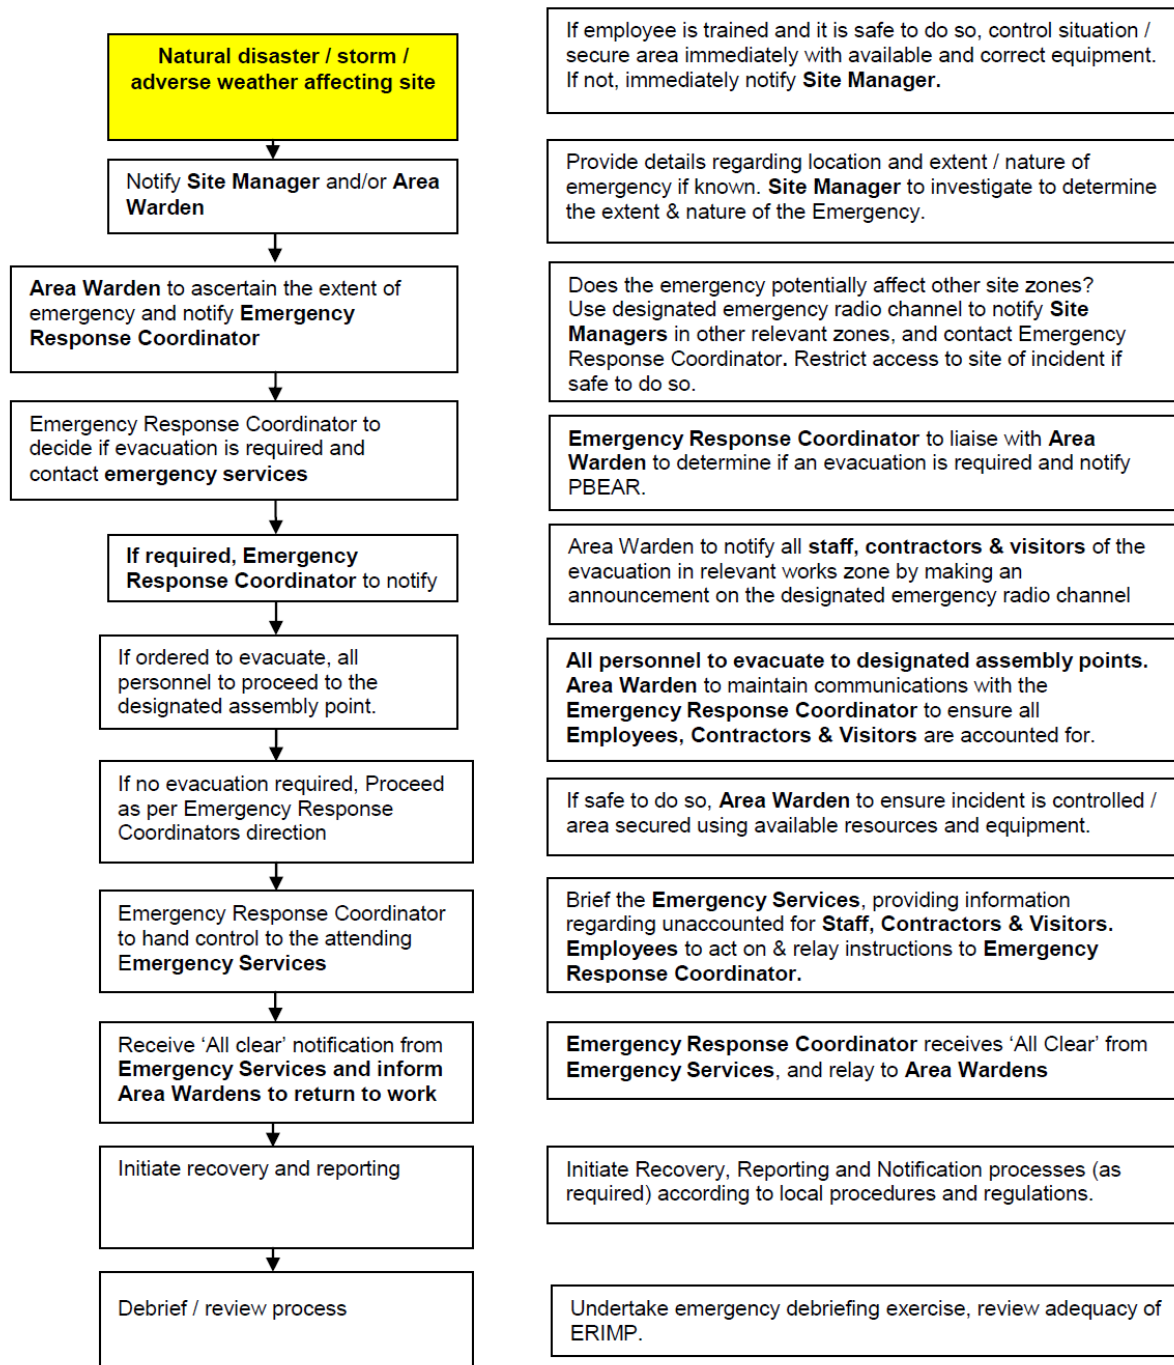 Natural disaster / storm /
adverse weather affecting site
If employee is trained and it is safe to do so, control situation /
secure area immediately with available and correct equipment.
If not, immediately notify Site Manager.
Notify Site Manager and/or Area
Warden
Provide details regarding location and extent / nature of
emergency if known. Site Manager to investigate to determine
the extent & nature of the Emergency.
Area Warden to ascertain the extent of
emergency and notify Emergency
Response Coordinator
Does the emergency potentially affect other site zones?
Use designated emergency radio channel to notify Site
Managers in other relevant zones, and contact Emergency
Response Coordinator. Restrict access to site of incident if
safe to do so.
Emergency Response Coordinator to
decide if evacuation is required and
contact emergency services
Emergency Response Coordinator to liaise with Area
Warden to determine if an evacuation is required and notify
PBEAR.
If required, Emergency
Response Coordinator to notify
Area Warden to notify all staff, contractors & visitors of the
evacuation in relevant works zone by making an
announcement on the designated emergency radio channel
If ordered to evacuate, all
personnel to proceed to the
designated assembly point.
All personnel to evacuate to designated assembly points.
Area Warden to maintain communications with the
Emergency Response Coordinator to ensure all
Employees, Contractors & Visitors are accounted for.
If no evacuation required, Proceed
as per Emergency Response
Coordinators direction
If safe to do so, Area Warden to ensure incident is controlled /
area secured using available resources and equipment.
Emergency Response Coordinator
to hand control to the attending
Emergency Services
Brief the Emergency Services, providing information
regarding unaccounted for Staff, Contractors & Visitors.
Employees to act on & relay instructions to Emergency
Response Coordinator.
Receive ‘All clear’ notification from
Emergency Services and inform
Area Wardens to return to work
Emergency Response Coordinator receives ‘All Clear’ from
Emergency Services, and relay to Area Wardens
Initiate recovery and reporting
Initiate Recovery, Reporting and Notification processes (as
required) according to local procedures and regulations.
Debrief / review process
Undertake emergency debriefing exercise, review adequacy of
ERIMP.